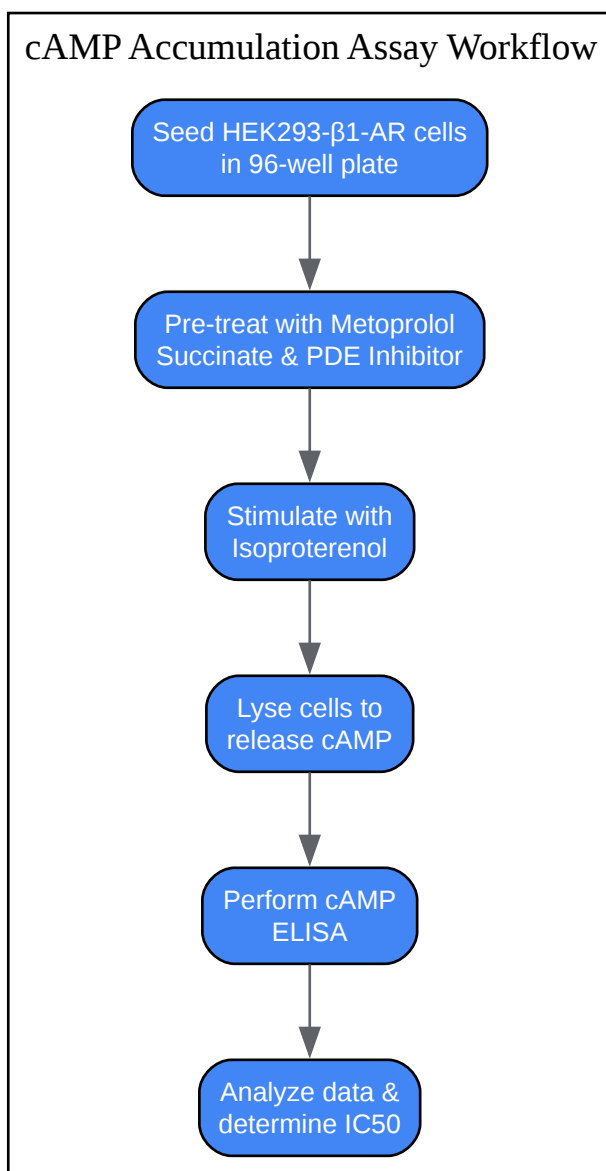 cAMP Accumulation Assay Workflow
Seed HEK293-β1-AR cells
in 96-well plate
Pre-treat with Metoprolol
Succinate & PDE Inhibitor
Stimulate with
Isoproterenol
Lyse cells to
release cAMP
Perform cAMP
ELISA
Analyze data &
determine IC50